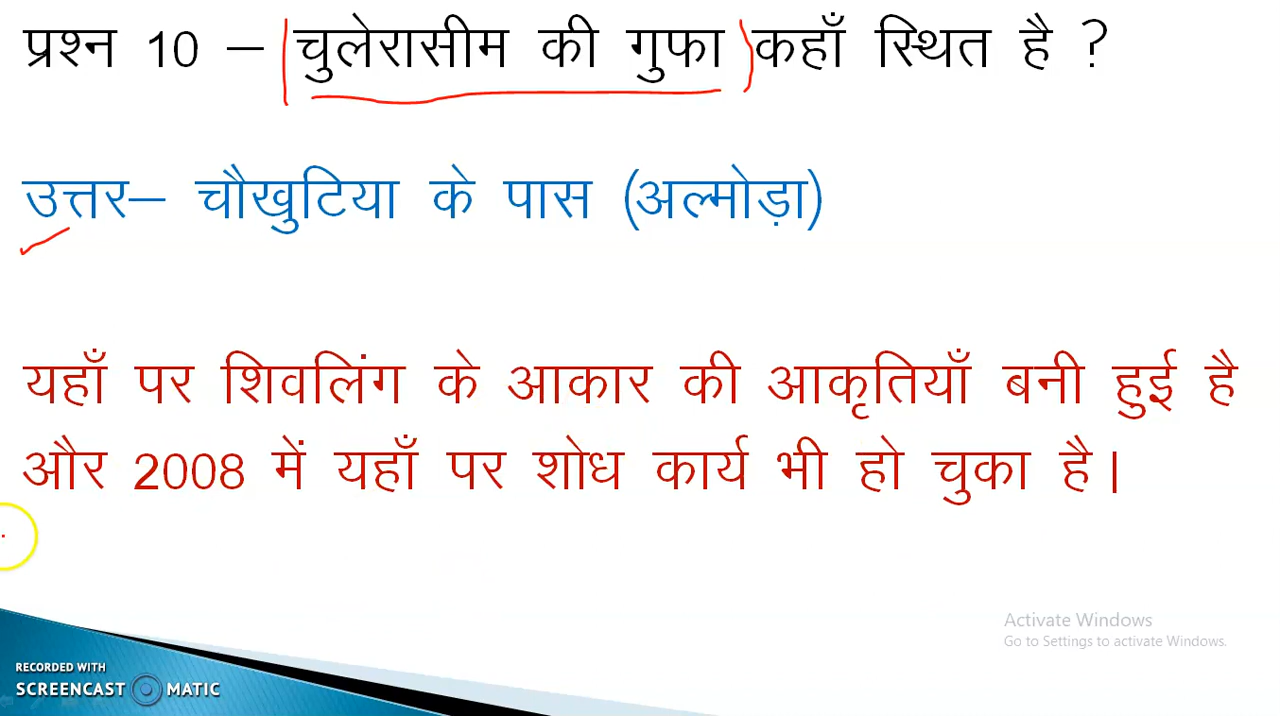 प्रश्न 10 – चुलेरासीम की गुफा कहाँ स्थित है ?
उत्तर– चौखुटिया के पास (अल्मोड़ा)
यहाँ पर शिवलिंग के आकार की आकृतियाँ बनी हुई है
और 2008 में यहाँ पर शोध कार्य भी हो चुका है।
Activate Windows
Go to Settings to activate Windows.
RECORDED WITH
SCREENCAST MATIC